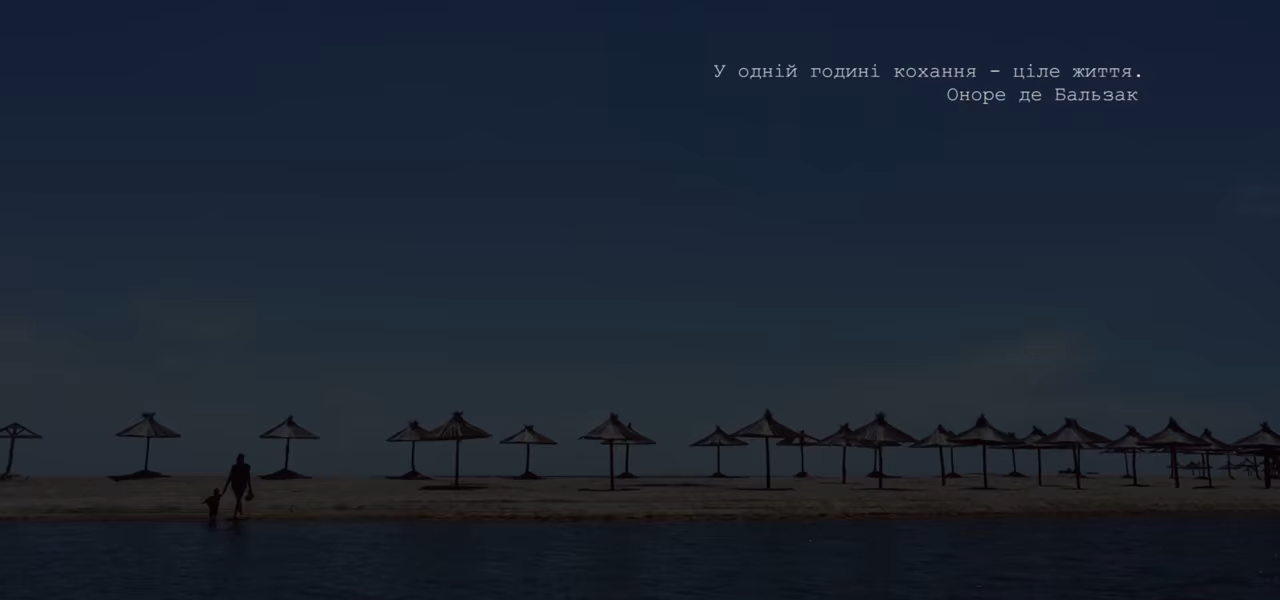 У одній годині кохання - ціле життя.
Оноре де Бальзак